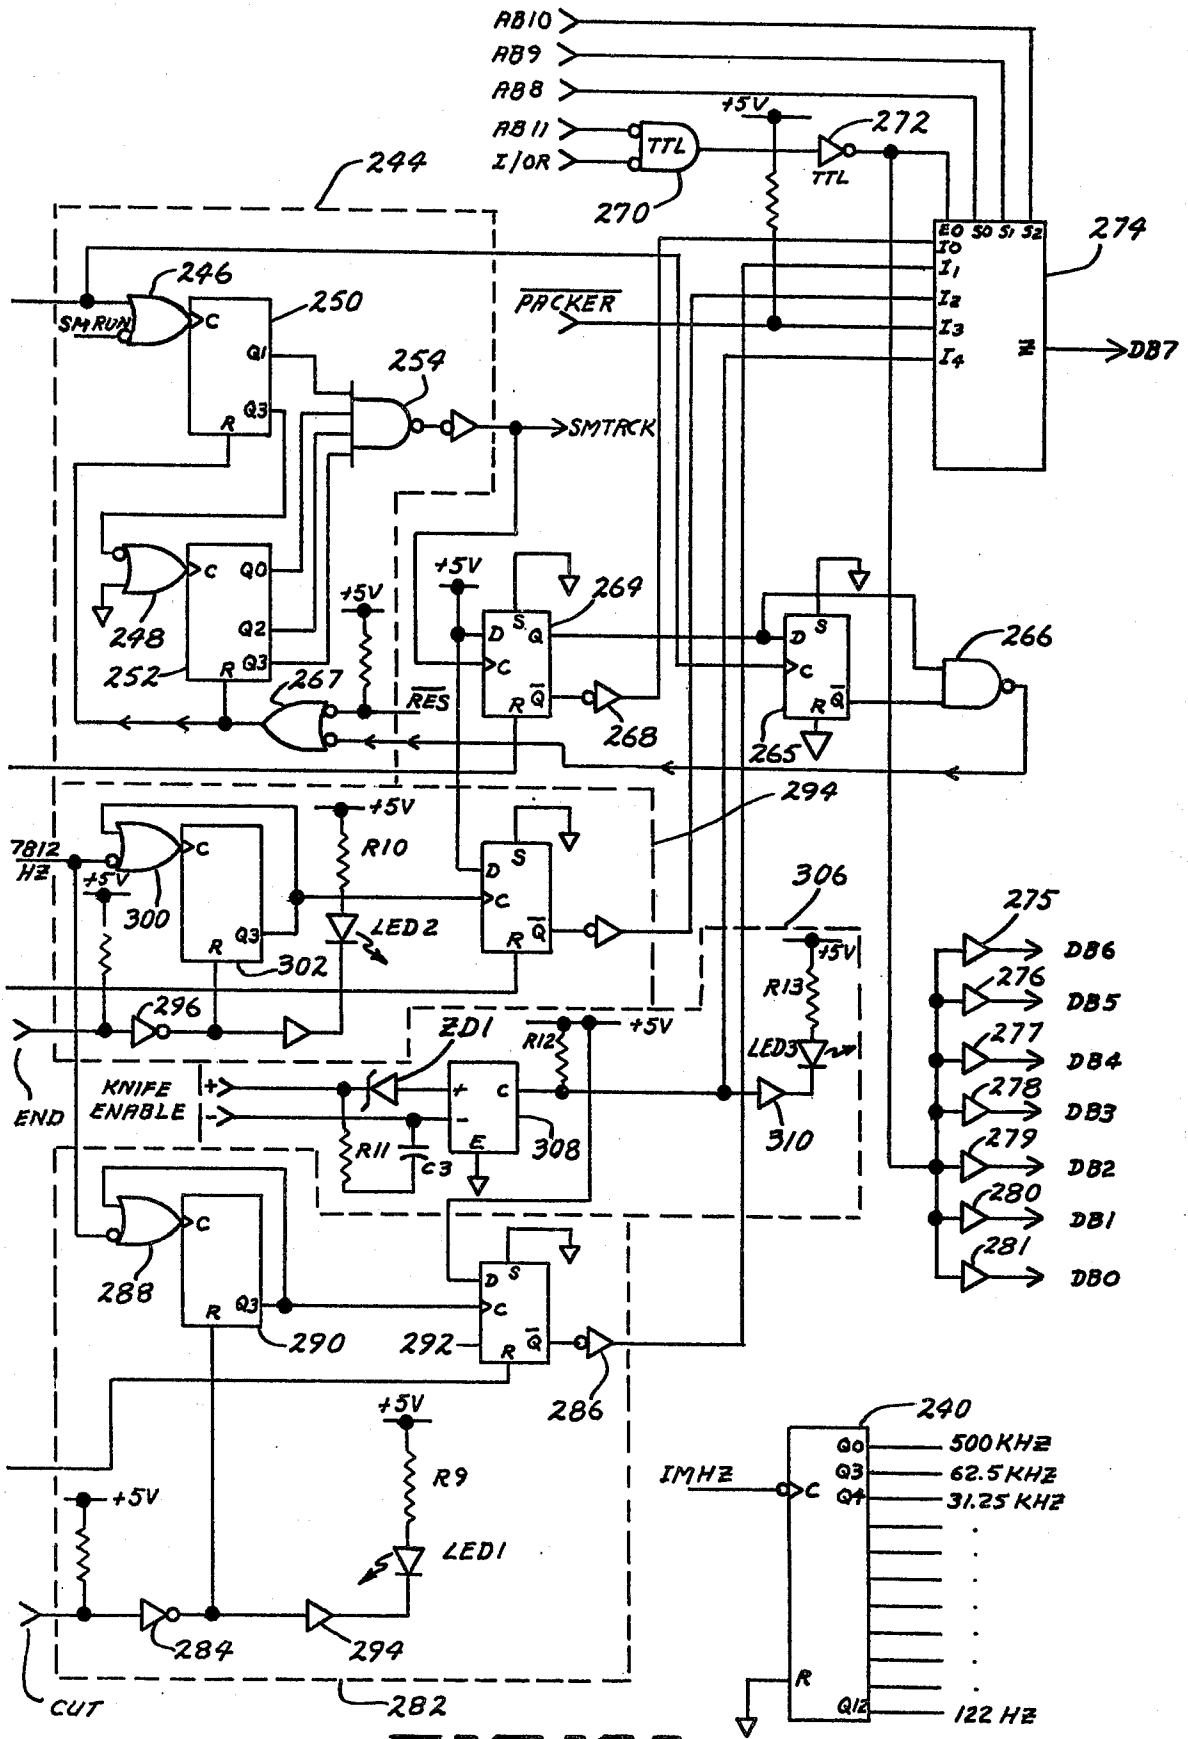 AB10
AB9
AB8
+5V
272
AB11
TTL
I/OR
TTL
244
270
E0 S0 S1 S2
274
I0
246
I1
250
PACKER
I2
SMRUN
C
I3
Z
DB7
Q1
254
I4
Q3
R
SMTRCK
+5V
264
C
Q0
+5V
S
Q
S
266
248
D
D
Q2
C
C
252
R
Q3
267
RES
R
Q
R
Q
268
265
+5V
294
7812
HZ
C
R10
S
+5V
D
306
300
C
275
LED2
Q3
R
Q
+5V
DB6
R
302
R13
276
296
DB5
ZD1
+5V
R12
LED3
277
DB4
KNIFE
ENABLE
+
+
C
278
DB3
END
-
-
310
279
R11
E
308
DB2
C3
280
DB1
C
S
281
288
D
DB0
Q3
C
R
290
292
Q
R
286
+5V
240
Q0
500KHZ
R9
1MHZ
Q3
62.5KHZ
+5V
C
Q4
31.25KHZ
LED1
284
294
R
CUT
282
Q12
122 HZ